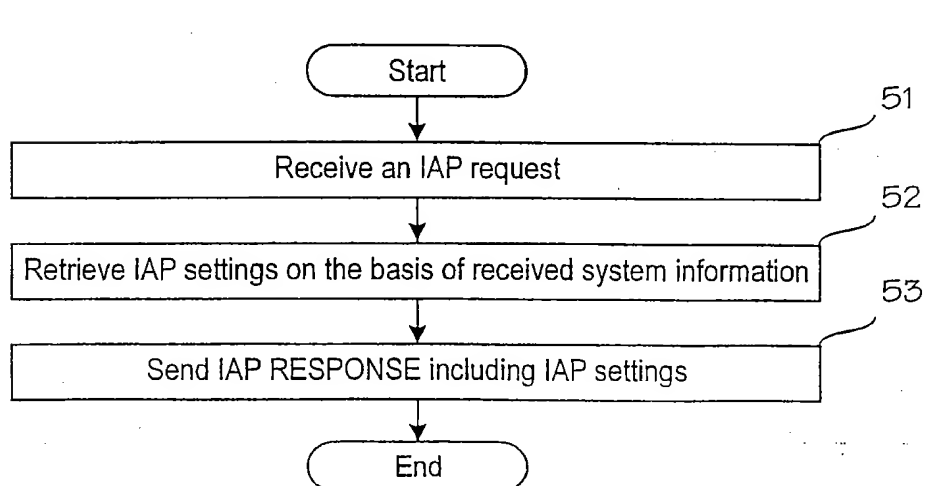 Start
51
Receive an IAP request
52
Retrieve IAP settings on the basis of received system information
53
Send IAP RESPONSE including IAP settings
End